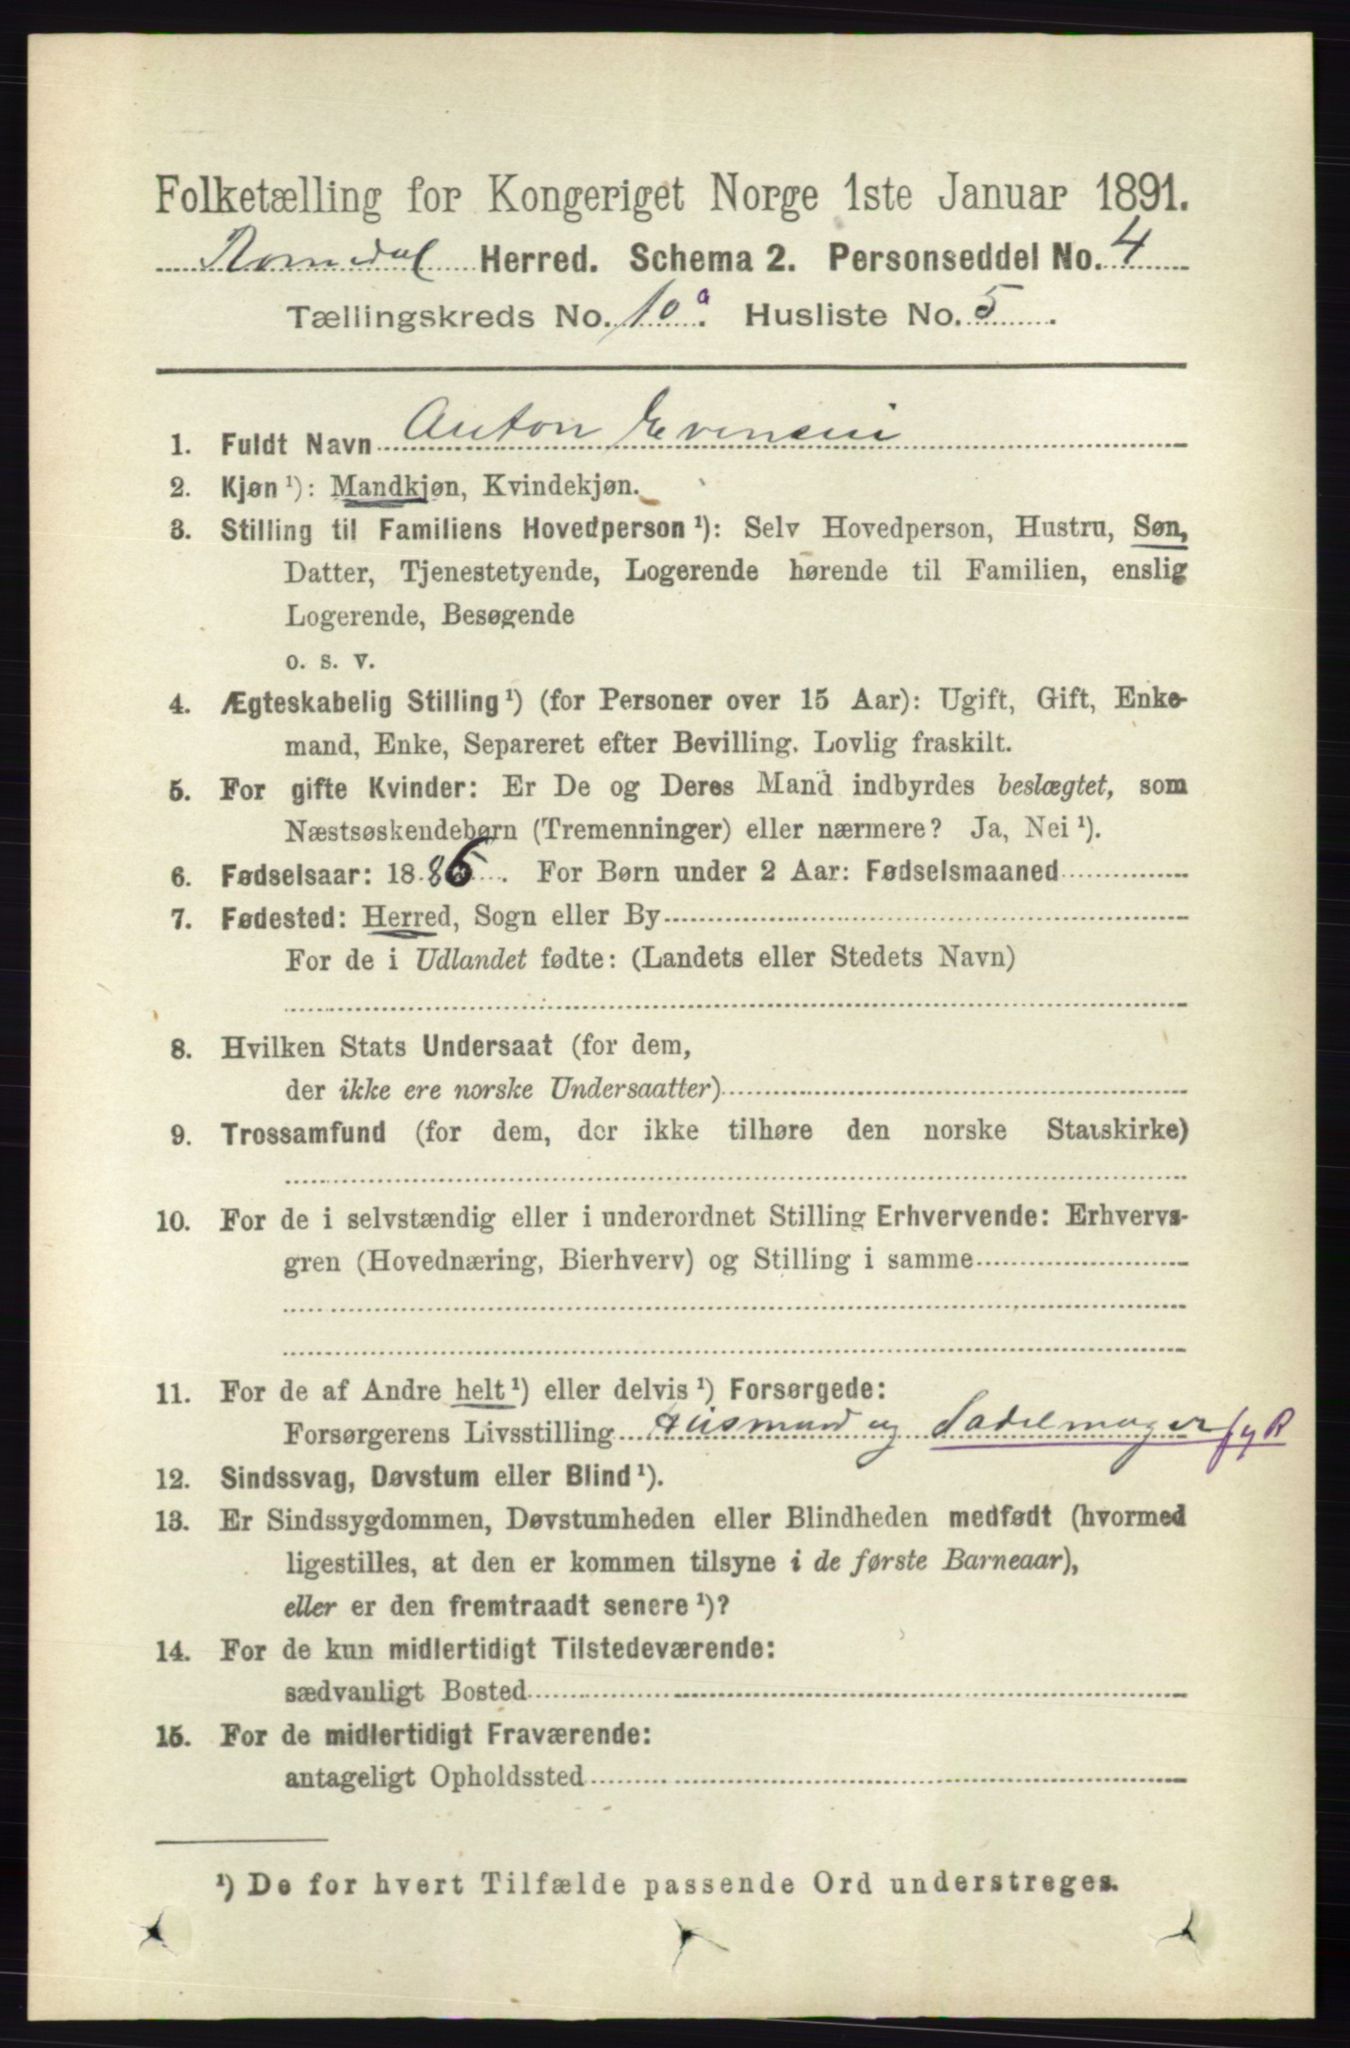 Folketælling for Kongeriget Norge 1ste Januar 1891.
Romedal Herred. Schema 2. Personseddel No. 4
Tællingskreds No. 10 a. Husliste No. 5.
1. Fuldt Navn Anton Evensen
2. Kjøn ¹): Mandkjøn, Kvindekjøn.
3. Stilling til Familiens Hovedperson ¹): Selv Hovedperson, Hustru, Søn,
Datter, Tjenestetyende, Logerende hørende til Familien, enslig
Logerende, Besøgende
o. s. v.
4. Ægteskabelig Stilling ¹) (for Personer over 15 Aar): Ugift, Gift, Enke-
mand, Enke, Separeret efter Bevilling. Lovlig fraskilt.
5. For gifte Kvinder: Er De og Deres Mand indbyrdes beslægtet, som
Næstsøskendebørn (Tremenninger) eller nærmere? Ja, Nei ¹).
6. Fødselsaar: 1886. For Børn under 2 Aar: Fødselsmaaned
7. Fødested: Herred, Sogn eller By
For de i Udlandet fødte: (Landets eller Stedets Navn)
8. Hvilken Stats Undersaat (for dem,
der ikke ere norske Undersaatter)
9. Trossamfund (for dem, der ikke tilhøre den norske Statskirke)
10. For de i selvstændig eller i underordnet Stilling Erhvervende: Erhvervs-
gren (Hovednæring, Bierhverv) og Stilling i samme
11. For de af Andre helt ¹) eller delvis ¹) Forsørgede:
Forsørgerens Livsstilling Husmand og Sadelmager
12. Sindssvag, Døvstum eller Blind ¹).
13. Er Sindssygdommen, Døvstumheden eller Blindheden medfødt (hvormed
ligestilles, at den er kommen tilsyne i de første Barneaar),
eller er den fremtraadt senere ¹)?
14. For de kun midlertidigt Tilstedeværende:
sædvanligt Bosted
15. For de midlertidigt Fraværende:
antageligt Opholdssted
¹) De for hvert Tilfælde passende Ord understreges.